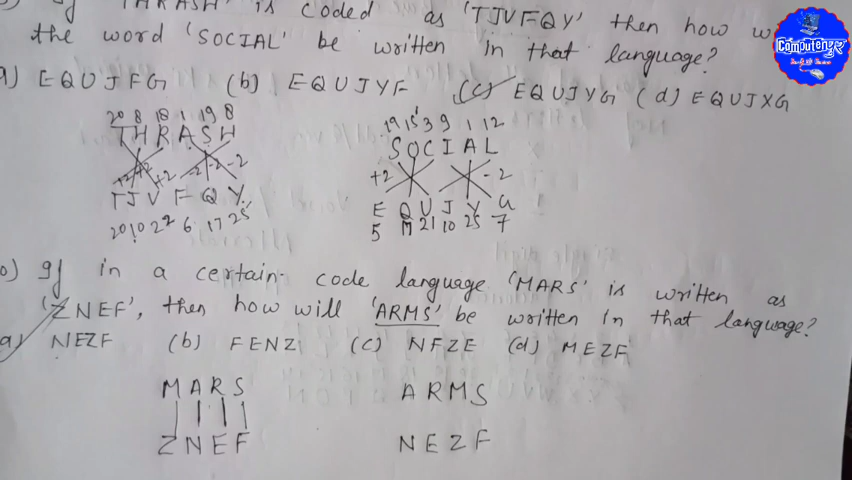 'THRASH' is coded as 'TJVFQY' then how
the word 'SOCIAL' be written in that language?
a) EQUJFG (b) EQUJYF (c) EQUJYG (d) EQUJXG
20 8 18 1 19 8
THRASH
+2 +2 +2 -2 -2 -2
TJVFQY
20 10 22 6 17 25
19 15 3 9 1 12
SOCIAL
+2 -2
E Q U J Y G
5 17 21 10 25 7
If in a certain code language 'MARS' is written as
'ZNEF', then how will 'ARMS' be written in that language?
a) NEZF (b) FENZ (c) NFZE (d) MEZF
MARS ARMS
ZNEF NEZF
Computengr